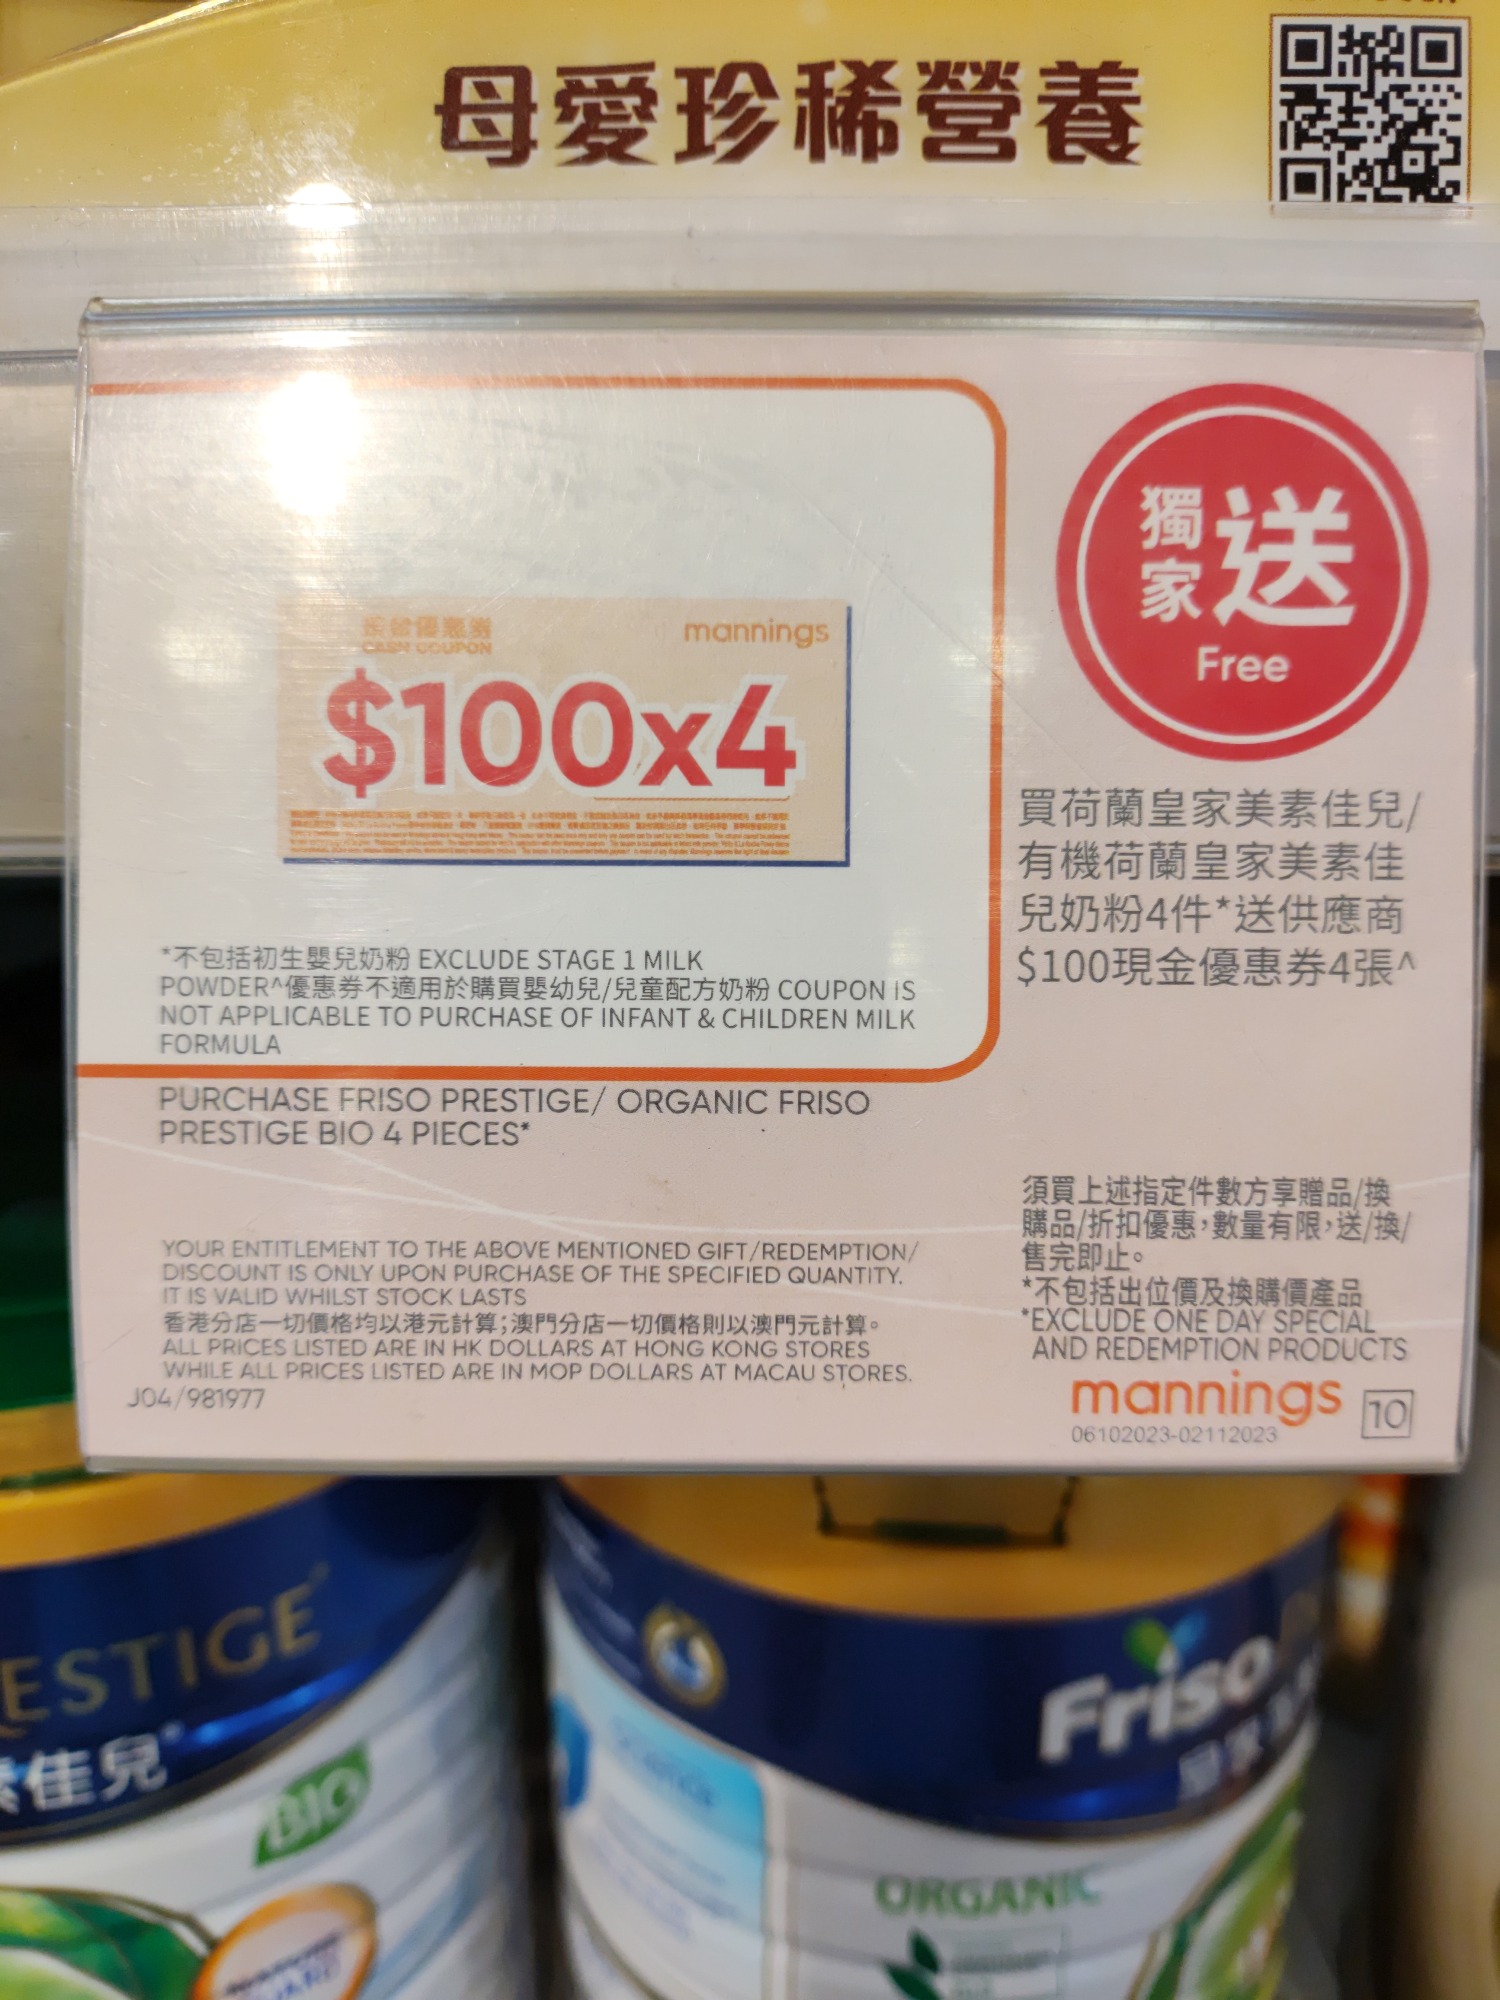 母愛珍稀營養
獨家送
Free
現金優惠券
CASH COUPON
mannings
$100x4
買荷蘭皇家美素佳兒/
有機荷蘭皇家美素佳
兒奶粉4件*送供應商
$100現金優惠券4張^
*不包括初生嬰兒奶粉 EXCLUDE STAGE 1 MILK
POWDER^優惠券不適用於購買嬰幼兒/兒童配方奶粉 COUPON IS
NOT APPLICABLE TO PURCHASE OF INFANT & CHILDREN MILK
FORMULA
PURCHASE FRISO PRESTIGE/ ORGANIC FRISO
PRESTIGE BIO 4 PIECES*
須買上述指定件數方享贈品/換
購品/折扣優惠，數量有限，送/換/
售完即止。
*不包括出位價及換購價產品
*EXCLUDE ONE DAY SPECIAL
AND REDEMPTION PRODUCTS
YOUR ENTITLEMENT TO THE ABOVE MENTIONED GIFT/REDEMPTION/
DISCOUNT IS ONLY UPON PURCHASE OF THE SPECIFIED QUANTITY.
IT IS VALID WHILST STOCK LASTS
香港分店一切價格均以港元計算；澳門分店一切價格則以澳門元計算。
ALL PRICES LISTED ARE IN HK DOLLARS AT HONG KONG STORES
WHILE ALL PRICES LISTED ARE IN MOP DOLLARS AT MACAU STORES.
J04/981977
mannings 10
06102023-02112023
ESTIGE
素佳兒
BIO
Friso
ORGANIC